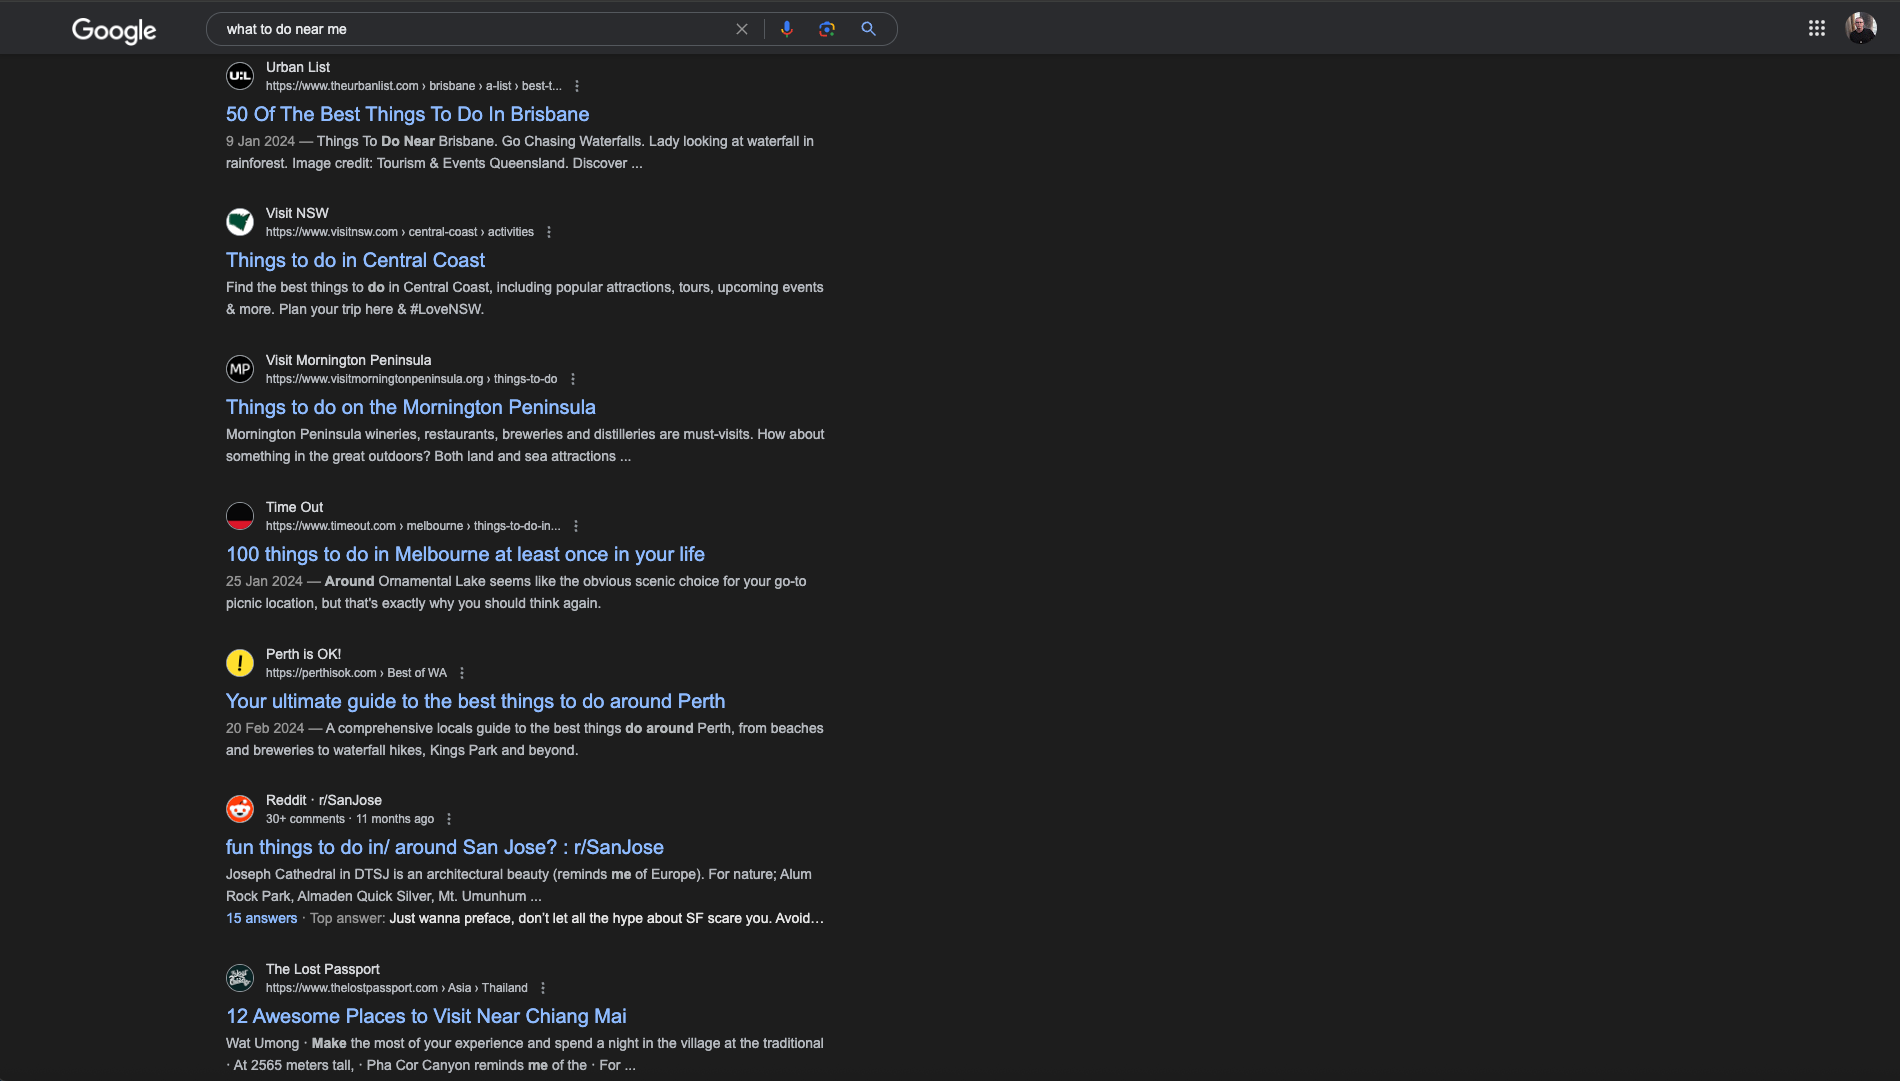 Google
what to do near me
U:L
Urban List
https://www.theurbanlist.com › brisbane › a-list › best-t...
50 Of The Best Things To Do In Brisbane
9 Jan 2024 — Things To Do Near Brisbane. Go Chasing Waterfalls. Lady looking at waterfall in
rainforest. Image credit: Tourism & Events Queensland. Discover ...
Visit NSW
https://www.visitnsw.com › central-coast › activities
Things to do in Central Coast
Find the best things to do in Central Coast, including popular attractions, tours, upcoming events
& more. Plan your trip here & #LoveNSW.
MP
Visit Mornington Peninsula
https://www.visitmorningtonpeninsula.org › things-to-do
Things to do on the Mornington Peninsula
Mornington Peninsula wineries, restaurants, breweries and distilleries are must-visits. How about
something in the great outdoors? Both land and sea attractions ...
Time Out
https://www.timeout.com › melbourne › things-to-do-in...
100 things to do in Melbourne at least once in your life
25 Jan 2024 — Around Ornamental Lake seems like the obvious scenic choice for your go-to
picnic location, but that's exactly why you should think again.
!
Perth is OK!
https://perthisok.com › Best of WA
Your ultimate guide to the best things to do around Perth
20 Feb 2024 — A comprehensive locals guide to the best things do around Perth, from beaches
and breweries to waterfall hikes, Kings Park and beyond.
Reddit · r/SanJose
30+ comments · 11 months ago
fun things to do in/ around San Jose? : r/SanJose
Joseph Cathedral in DTSJ is an architectural beauty (reminds me of Europe). For nature; Alum
Rock Park, Almaden Quick Silver, Mt. Umunhum ...
15 answers · Top answer: Just wanna preface, don’t let all the hype about SF scare you. Avoid…
The Lost Passport
https://www.thelostpassport.com › Asia › Thailand
12 Awesome Places to Visit Near Chiang Mai
Wat Umong · Make the most of your experience and spend a night in the village at the traditional
· At 2565 meters tall, · Pha Cor Canyon reminds me of the · For ...